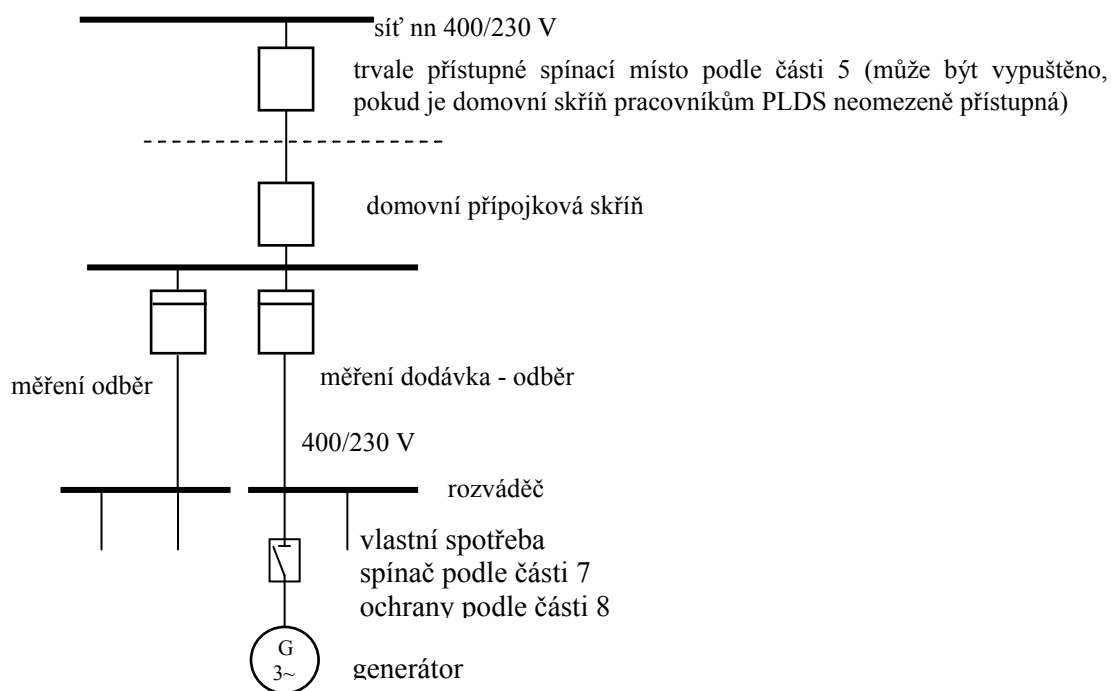 síť nn 400/230 V
trvale přístupné spínací místo podle části 5 (může být vypuštěno,
pokud je domovní skříň pracovníkům PLDS neomezeně přístupná)
domovní přípojková skříň
měření odběr
měření dodávka - odběr
400/230 V
rozváděč
vlastní spotřeba
spínač podle části 7
ochrany podle části 8
G
3~
generátor